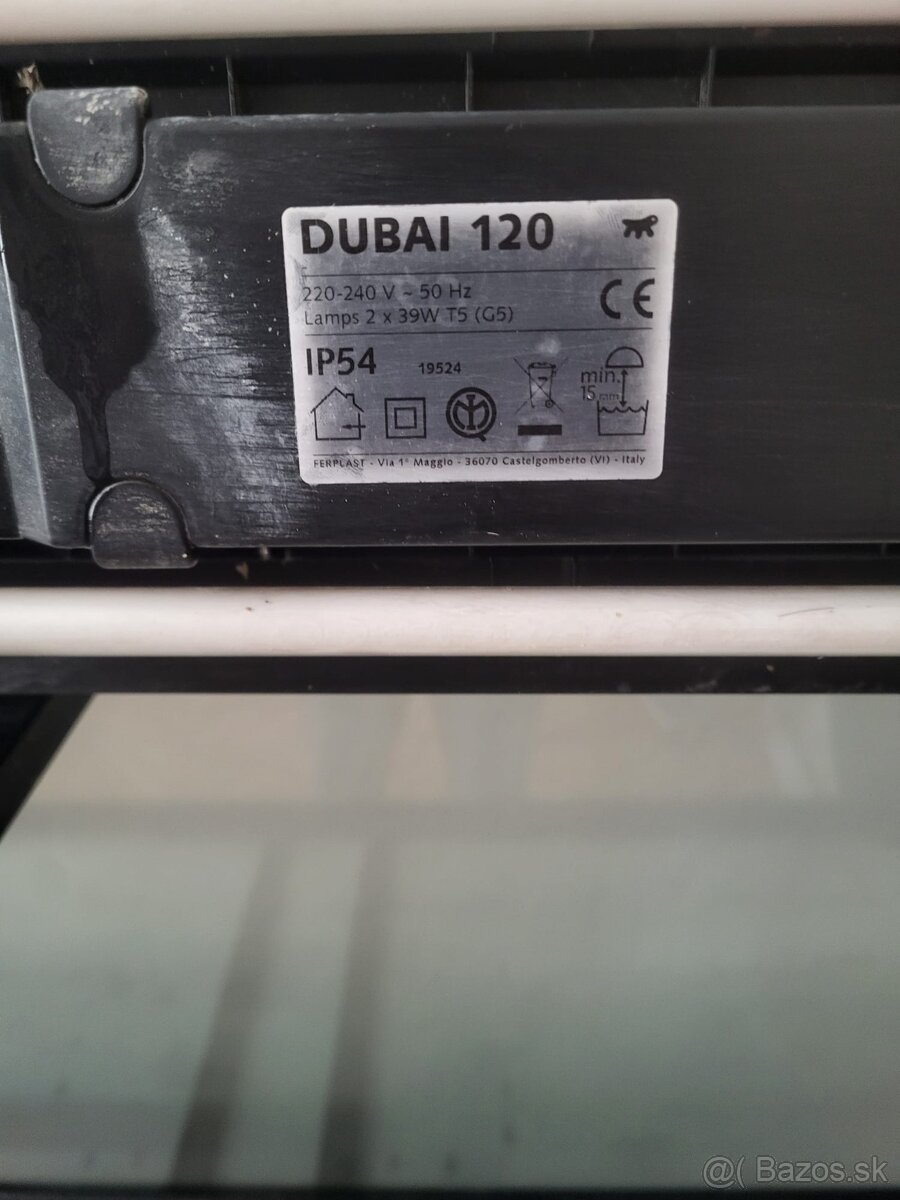 DUBAI 120
220-240 V ~ 50 Hz
Lamps 2 x 39W T5 (G5)
CE
IP54
19524
min.
15 mm
FERPLAST - Via 1° Maggio - 36070 Castelgomberto (VI) - Italy
@( Bazos.sk